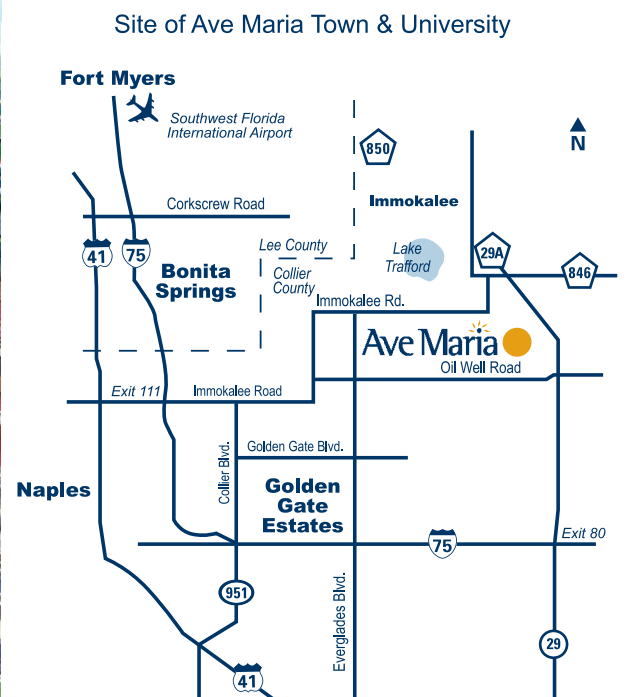 Site of Ave Maria Town & University
Fort Myers
Southwest Florida
International Airport
850
N
Immokalee
Corkscrew Road
41
75
Lee County
Lake
Trafford
29A
846
Bonita
Springs
Collier
County
Immokalee Rd.
Ave Maria
Oil Well Road
Exit 111
Immokalee Road
Collier Blvd.
Golden Gate Blvd.
Naples
Golden
Gate
Estates
75
Exit 80
951
Everglades Blvd.
29
41